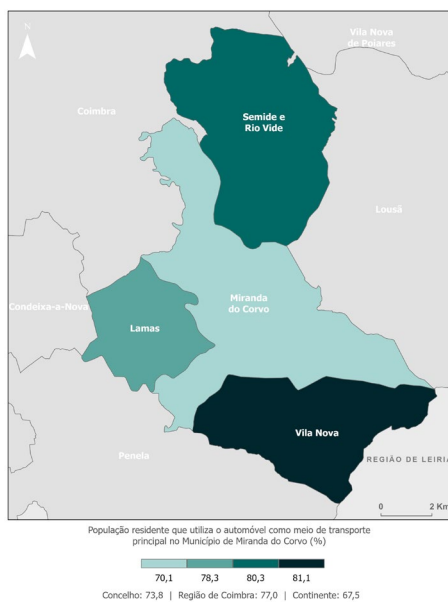 N
Vila Nova
de Poiares
Coimbra
Semide e
Rio Vide
Lousã
Condeixa-a-Nova
Miranda
do Corvo
Lamas
Vila Nova
Penela
REGIÃO DE LEIRIA
0 2 Km
População residente que utiliza o automóvel como meio de transporte
principal no Município de Miranda do Corvo (%)
70,1 78,3 80,3 81,1
Concelho: 73,8 | Região de Coimbra: 77,0 | Continente: 67,5